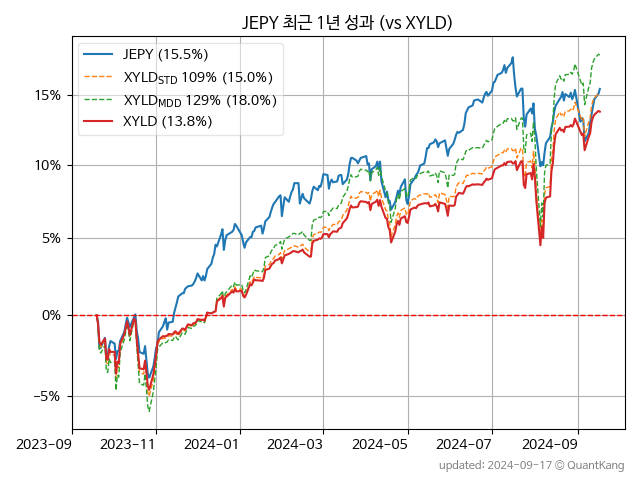 JEPY 최근 1년 성과 (vs XYLD)
JEPY (15.5%)
XYLD_STD 109% (15.0%)
XYLD_MDD 129% (18.0%)
XYLD (13.8%)
15%
10%
5%
0%
−5%
2023-09 2023-11 2024-01 2024-03 2024-05 2024-07 2024-09
updated: 2024-09-17 © QuantKang